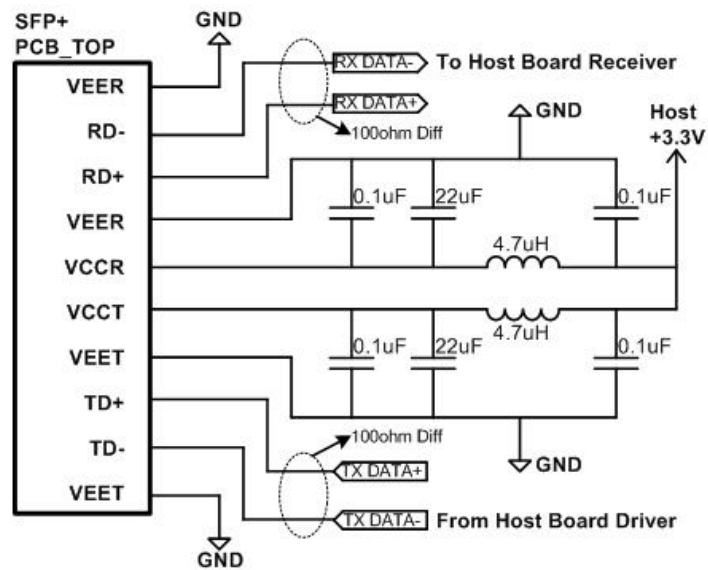 SFP+
PCB_TOP
GND
VEER
RD-
RD+
VEER
VCCR
VCCT
VEET
TD+
TD-
VEET
RX DATA-
To Host Board Receiver
RX DATA+
100ohm Diff
GND
Host
+3.3V
0.1uF
22uF
0.1uF
4.7uH
4.7uH
0.1uF
22uF
0.1uF
100ohm Diff
GND
TX DATA+
TX DATA-
From Host Board Driver
GND